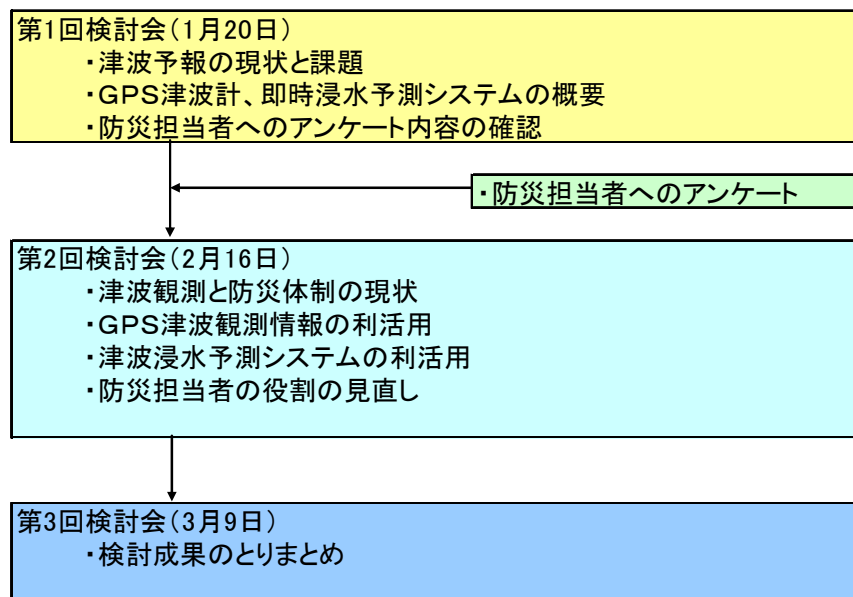 第1回検討会(1月20日)
・津波予報の現状と課題
・GPS津波計、即時浸水予測システムの概要
・防災担当者へのアンケート内容の確認
・防災担当者へのアンケート
第2回検討会(2月16日)
・津波観測と防災体制の現状
・GPS津波観測情報の利活用
・津波浸水予測システムの利活用
・防災担当者の役割の見直し
第3回検討会(3月9日)
・検討成果のとりまとめ